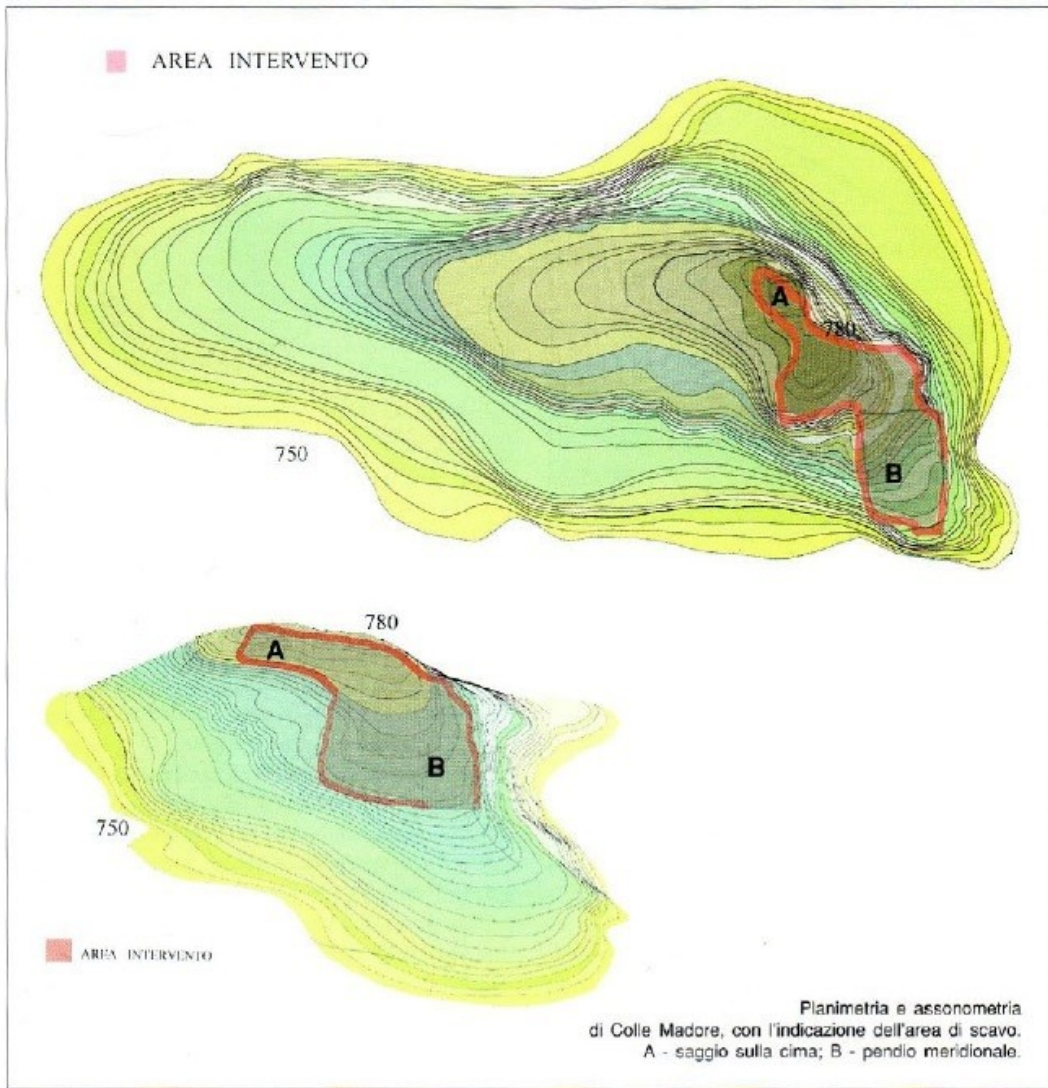 AREA INTERVENTO
A
780
B
750
780
A
B
750
AREA INTERVENTO
Planimetria e assonometria
di Colle Madore, con l'indicazione dell'area di scavo.
A - saggio sulla cima; B - pendio meridionale.